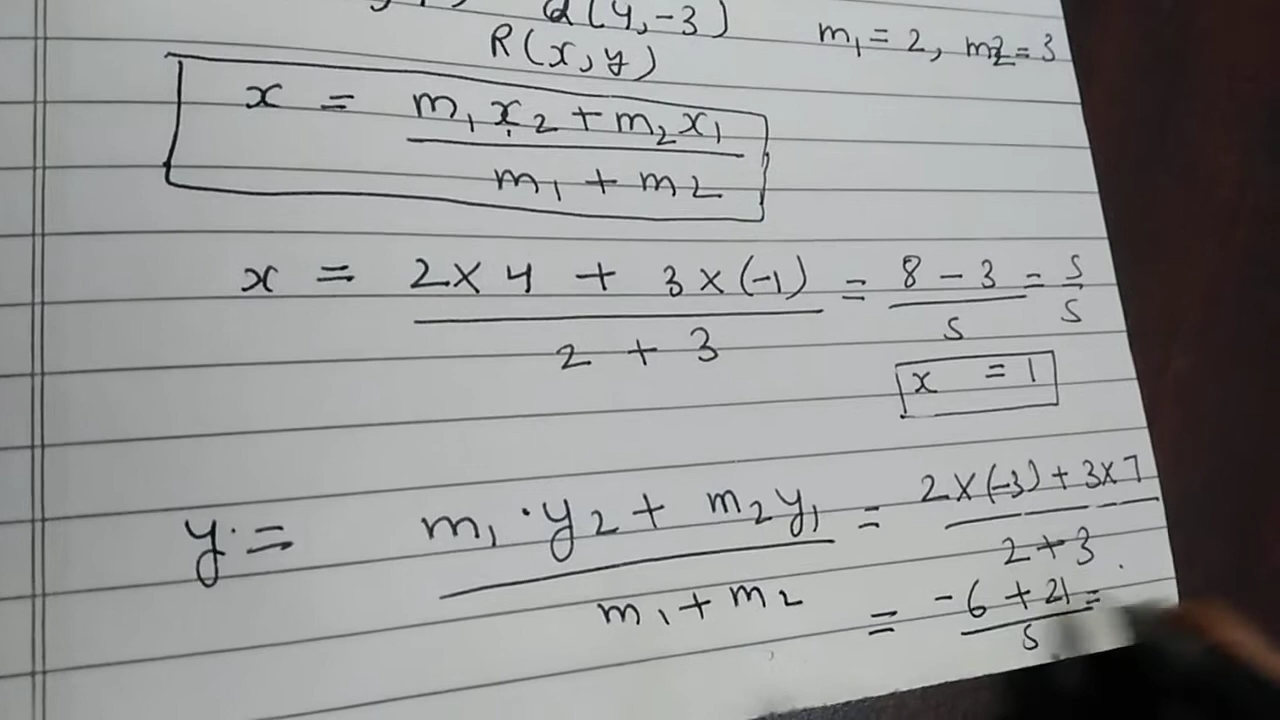 Q(4,-3) m₁ = 2, m2 = 3
R(x,y)
x = (m₁x₂ + m₂x₁)/(m₁ + m₂)
x = (2×4 + 3×(-1))/(2 + 3) = (8-3)/5 = 5/5
x = 1
y = (m₁·y₂ + m₂y₁)/(m₁ + m₂) = (2×(-3) + 3×7)/(2+3)
= (-6+21)/5 =